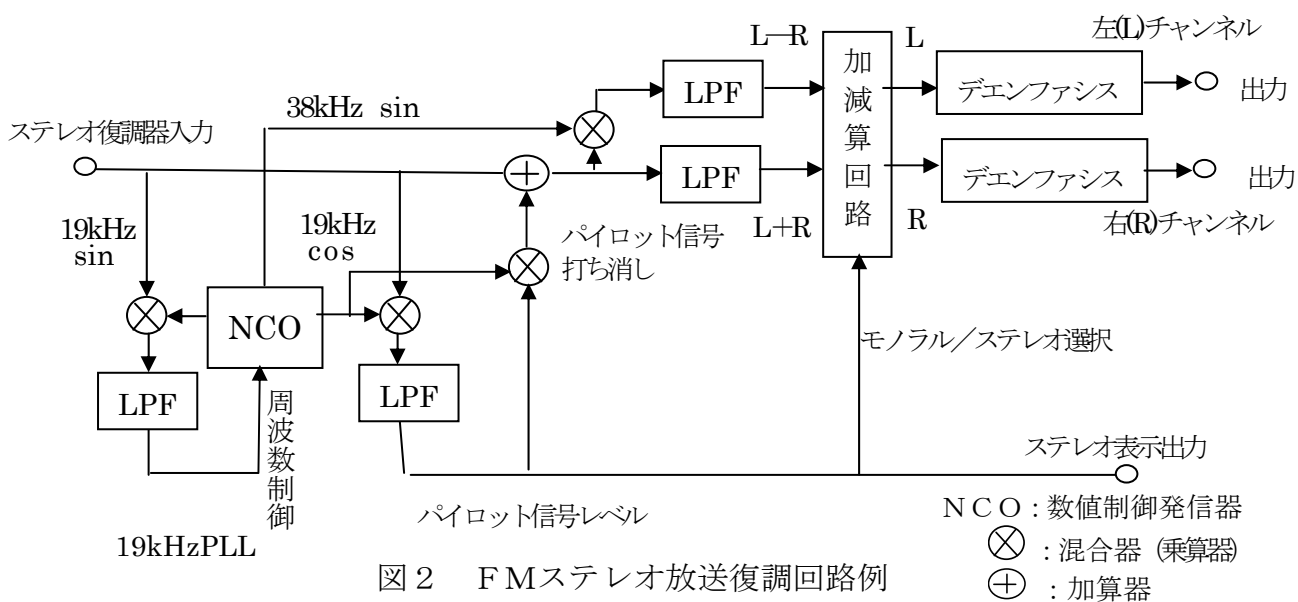 左(L)チャンネル
L―R
L
加減算回路
LPF
デエンファシス
出力
38kHz sin
ステレオ復調器入力
LPF
デエンファシス
出力
19kHz
sin
19kHz
cos
パイロット信号
打ち消し
L+R
R
右(R)チャンネル
NCO
モノラル／ステレオ選択
LPF
周波数制御
LPF
ステレオ表示出力
パイロット信号レベル
19kHzPLL
ＮＣＯ：数値制御発信器
：混合器（乗算器）
：加算器
図２　ＦＭステレオ放送復調回路例